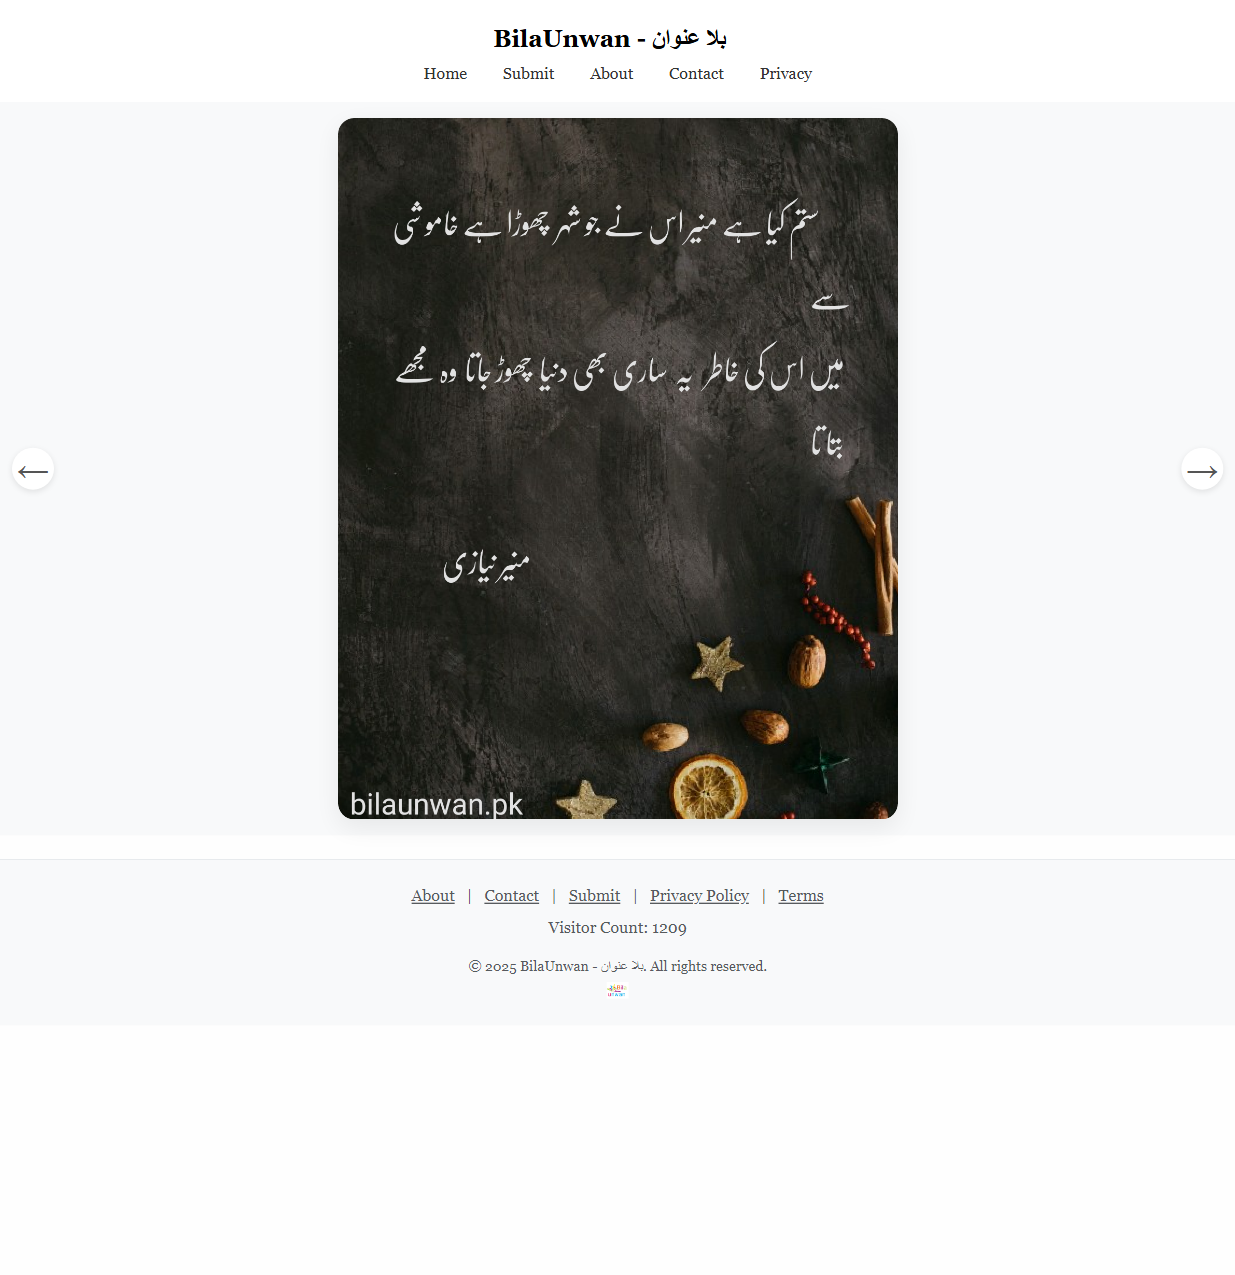 BilaUnwan - بلا عنوان
Home Submit About Contact Privacy
ستم کیا ہے منیر اس نے جو شہر چھوڑا ہے خاموشی
سے
میں اس کی خاطر یہ ساری بھی دنیا چھوڑ جاتا وہ مجھے
بتاتا
منیر نیازی
bilaunwan.pk
←
→
About | Contact | Submit | Privacy Policy | Terms
Visitor Count: 1209
© 2025 BilaUnwan - بلا عنوان. All rights reserved.